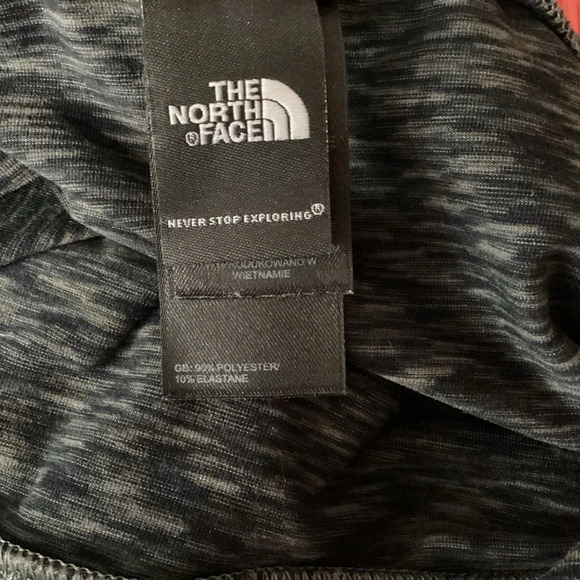 THE
NORTH
®FACE
NEVER STOP EXPLORING®
WIETNAMIE
GB: 90% POLYESTER/
10% ELASTANE